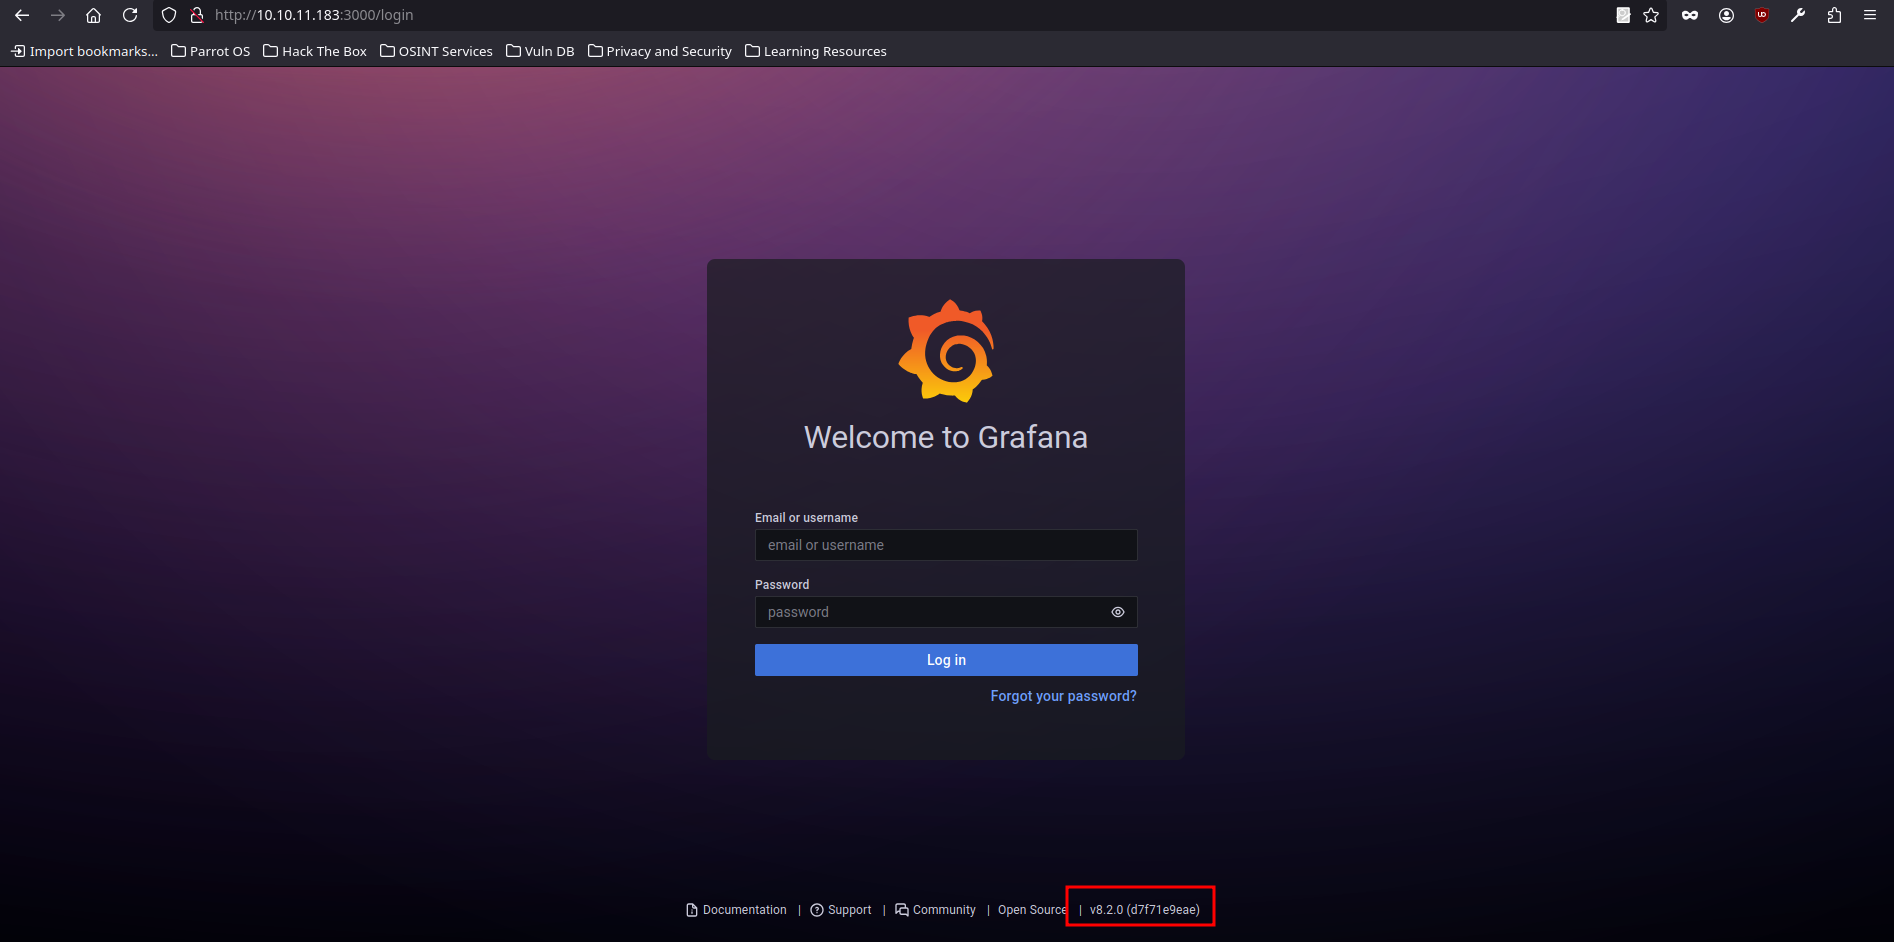 http://10.10.11.183:3000/login
Import bookmarks... Parrot OS Hack The Box OSINT Services Vuln DB Privacy and Security Learning Resources
Welcome to Grafana
Email or username
email or username
Password
password
Log in
Forgot your password?
Documentation | Support | Community | Open Source | v8.2.0 (d7f71e9eae)